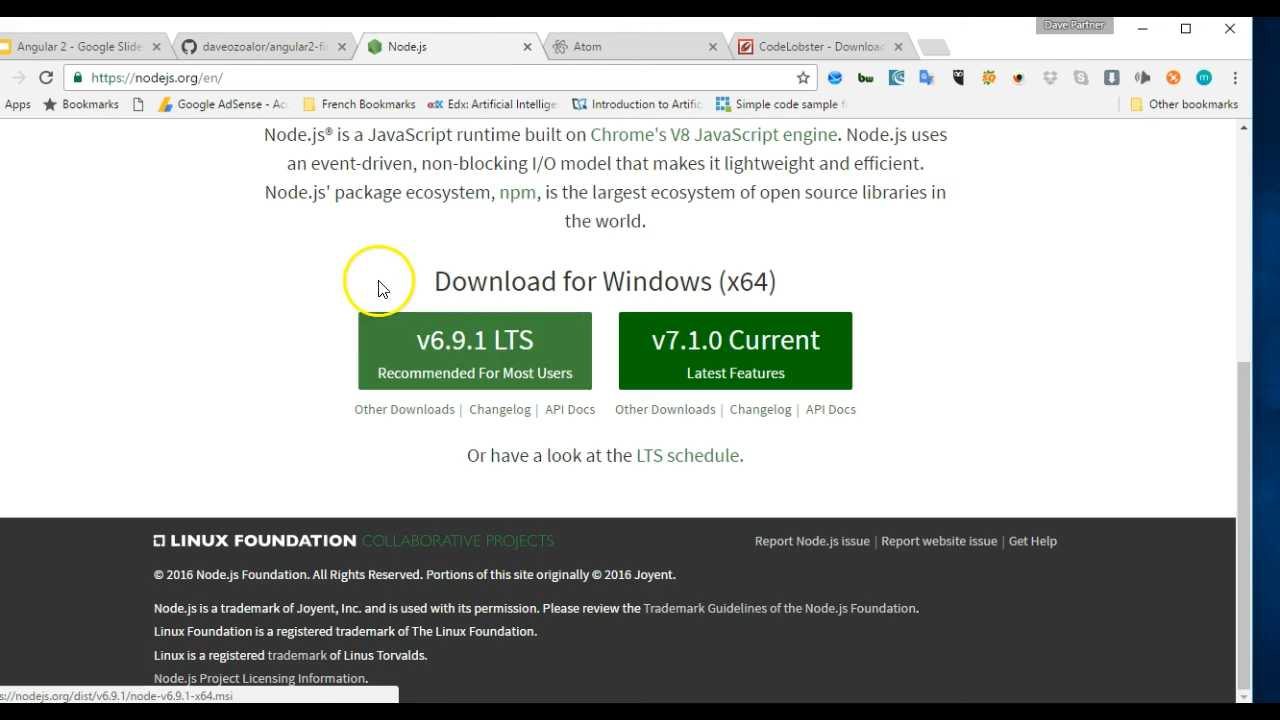 Dave Partner
Angular 2 - Google Slide
daveozoalor/angular2-fi
Node.js
Atom
CodeLobster - Downloa
https://nodejs.org/en/
Apps
Bookmarks
Google AdSense - Ac
French Bookmarks
Edx: Artificial Intellige
Introduction to Artific
Simple code sample f
Other bookmarks
Node.js® is a JavaScript runtime built on Chrome's V8 JavaScript engine. Node.js uses
an event-driven, non-blocking I/O model that makes it lightweight and efficient.
Node.js' package ecosystem, npm, is the largest ecosystem of open source libraries in
the world.
Download for Windows (x64)
v6.9.1 LTS
Recommended For Most Users
v7.1.0 Current
Latest Features
Other Downloads | Changelog | API Docs
Other Downloads | Changelog | API Docs
Or have a look at the LTS schedule.
LINUX FOUNDATION COLLABORATIVE PROJECTS
Report Node.js issue | Report website issue | Get Help
© 2016 Node.js Foundation. All Rights Reserved. Portions of this site originally © 2016 Joyent.
Node.js is a trademark of Joyent, Inc. and is used with its permission. Please review the Trademark Guidelines of the Node.js Foundation.
Linux Foundation is a registered trademark of The Linux Foundation.
Linux is a registered trademark of Linus Torvalds.
Node.js Project Licensing Information.
s://nodejs.org/dist/v6.9.1/node-v6.9.1-x64.msi